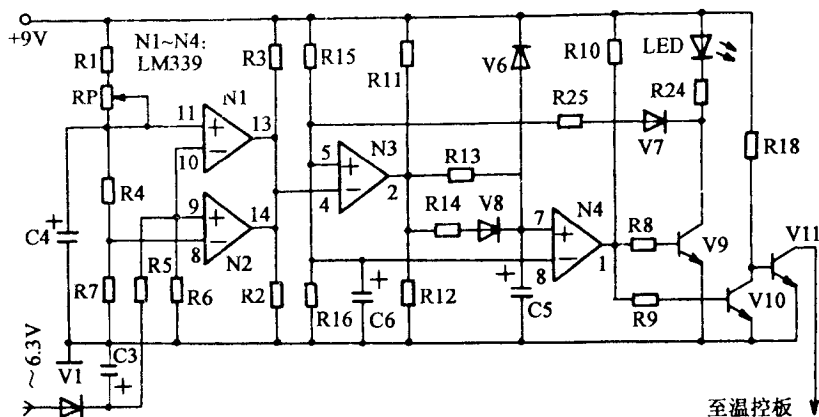 +9V
N1~N4:
LM339
R1
RP
R3
R15
R11
V6
R10
LED
R24
R25
V7
R18
N1
11
10
13
+
−
N3
5
4
2
+
−
R13
R14
V8
N4
7
8
1
+
−
R4
9
8
14
+
−
N2
C4
+
R7
R5
R6
R2
R16
C6
+
R12
C5
+
R8
V9
R9
V10
V11
~6.3V
V1
C3
+
至温控板